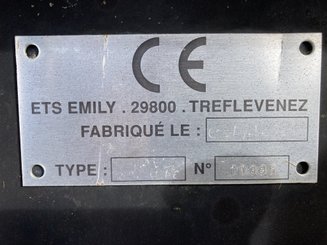 CE
ETS EMILY . 29800 . TREFLEVENEZ
FABRIQUÉ LE :
TYPE : N°